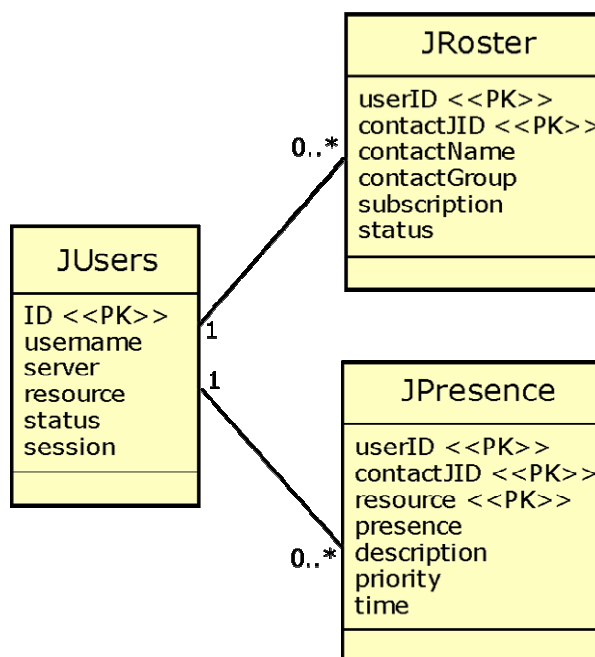 JRoster
userID <<PK>>
contactJID <<PK>>
contactName
contactGroup
subscription
status
0..*
JUsers
ID <<PK>>
username
server
resource
status
session
1
1
JPresence
userID <<PK>>
contactJID <<PK>>
resource <<PK>>
presence
description
priority
time
0..*